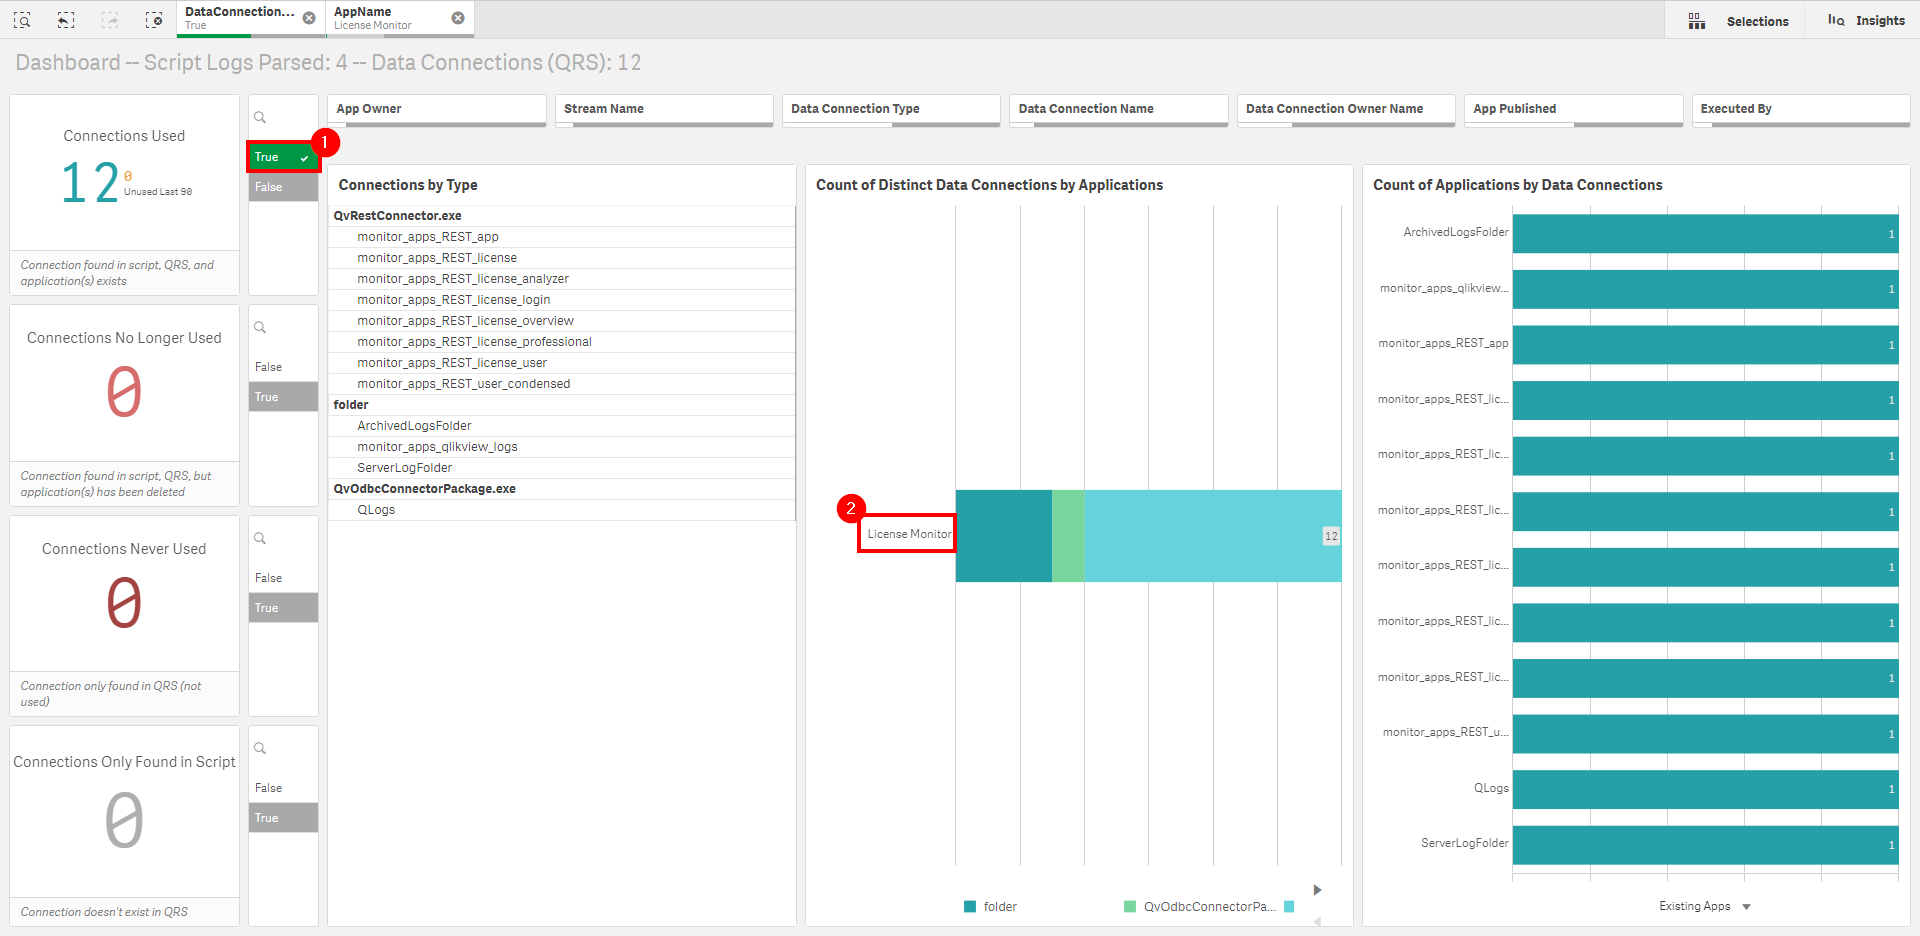 DataConnection...
True
AppName
License Monitor
Selections
Insights
Dashboard -- Script Logs Parsed: 4 -- Data Connections (QRS): 12
Connections Used
12
0
Unused Last 90
Connection found in script, QRS, and
application(s) exists
True
False
1
Connections No Longer Used
0
Connection found in script, QRS, but
application(s) has been deleted
False
True
Connections Never Used
0
Connection only found in QRS (not
used)
False
True
Connections Only Found in Script
0
Connection doesn't exist in QRS
False
True
App Owner
Stream Name
Data Connection Type
Data Connection Name
Data Connection Owner Name
App Published
Executed By
Connections by Type
QvRestConnector.exe
monitor_apps_REST_app
monitor_apps_REST_license
monitor_apps_REST_license_analyzer
monitor_apps_REST_license_login
monitor_apps_REST_license_overview
monitor_apps_REST_license_professional
monitor_apps_REST_license_user
monitor_apps_REST_user_condensed
folder
ArchivedLogsFolder
monitor_apps_qlikview_logs
ServerLogFolder
QvOdbcConnectorPackage.exe
QLogs
Count of Distinct Data Connections by Applications
2
License Monitor
12
folder
QvOdbcConnectorPa...
Count of Applications by Data Connections
ArchivedLogsFolder 1
monitor_apps_qlikview... 1
monitor_apps_REST_app 1
monitor_apps_REST_lic... 1
monitor_apps_REST_lic... 1
monitor_apps_REST_lic... 1
monitor_apps_REST_lic... 1
monitor_apps_REST_lic... 1
monitor_apps_REST_lic... 1
monitor_apps_REST_u... 1
QLogs 1
ServerLogFolder 1
Existing Apps